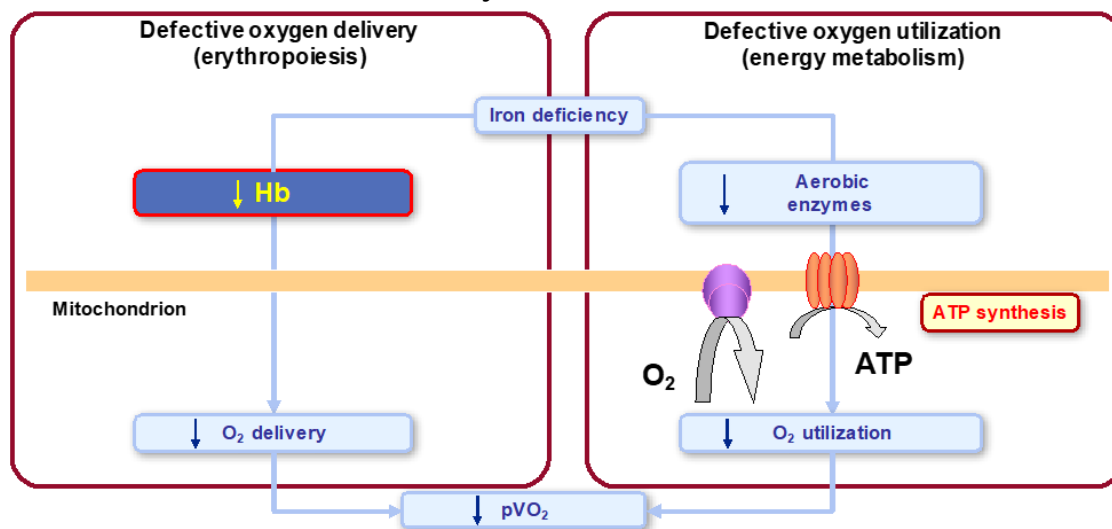 Defective oxygen delivery
(erythropoiesis)
Defective oxygen utilization
(energy metabolism)
Iron deficiency
↓ Hb
↓ Aerobic
enzymes
Mitochondrion
ATP synthesis
O₂
ATP
↓ O₂ delivery
↓ O₂ utilization
↓ pVO₂